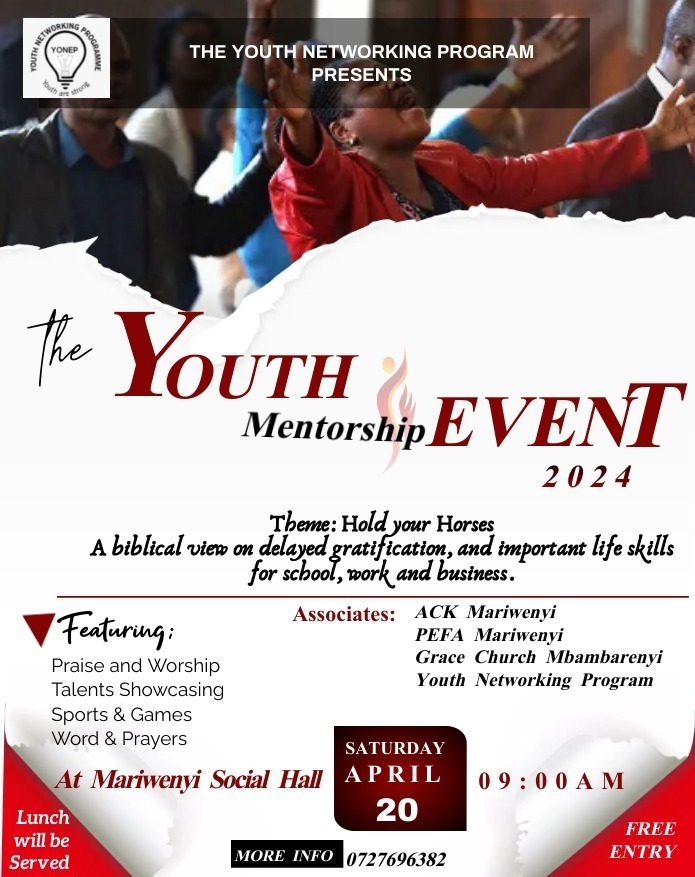 YOUTH NETWORKING PROGRAMME
YONEP
Youth are strong
THE YOUTH NETWORKING PROGRAM
PRESENTS
The YOUTH
Mentorship EVENT
2024
Theme: Hold your Horses
A biblical view on delayed gratification, and important life skills
for school, work and business.
Featuring;
Praise and Worship
Talents Showcasing
Sports & Games
Word & Prayers
Associates:
ACK Mariwenyi
PEFA Mariwenyi
Grace Church Mbambarenyi
Youth Networking Program
At Mariwenyi Social Hall
SATURDAY
APRIL
20
09:00AM
Lunch
will be
Served
MORE INFO 0727696382
FREE
ENTRY